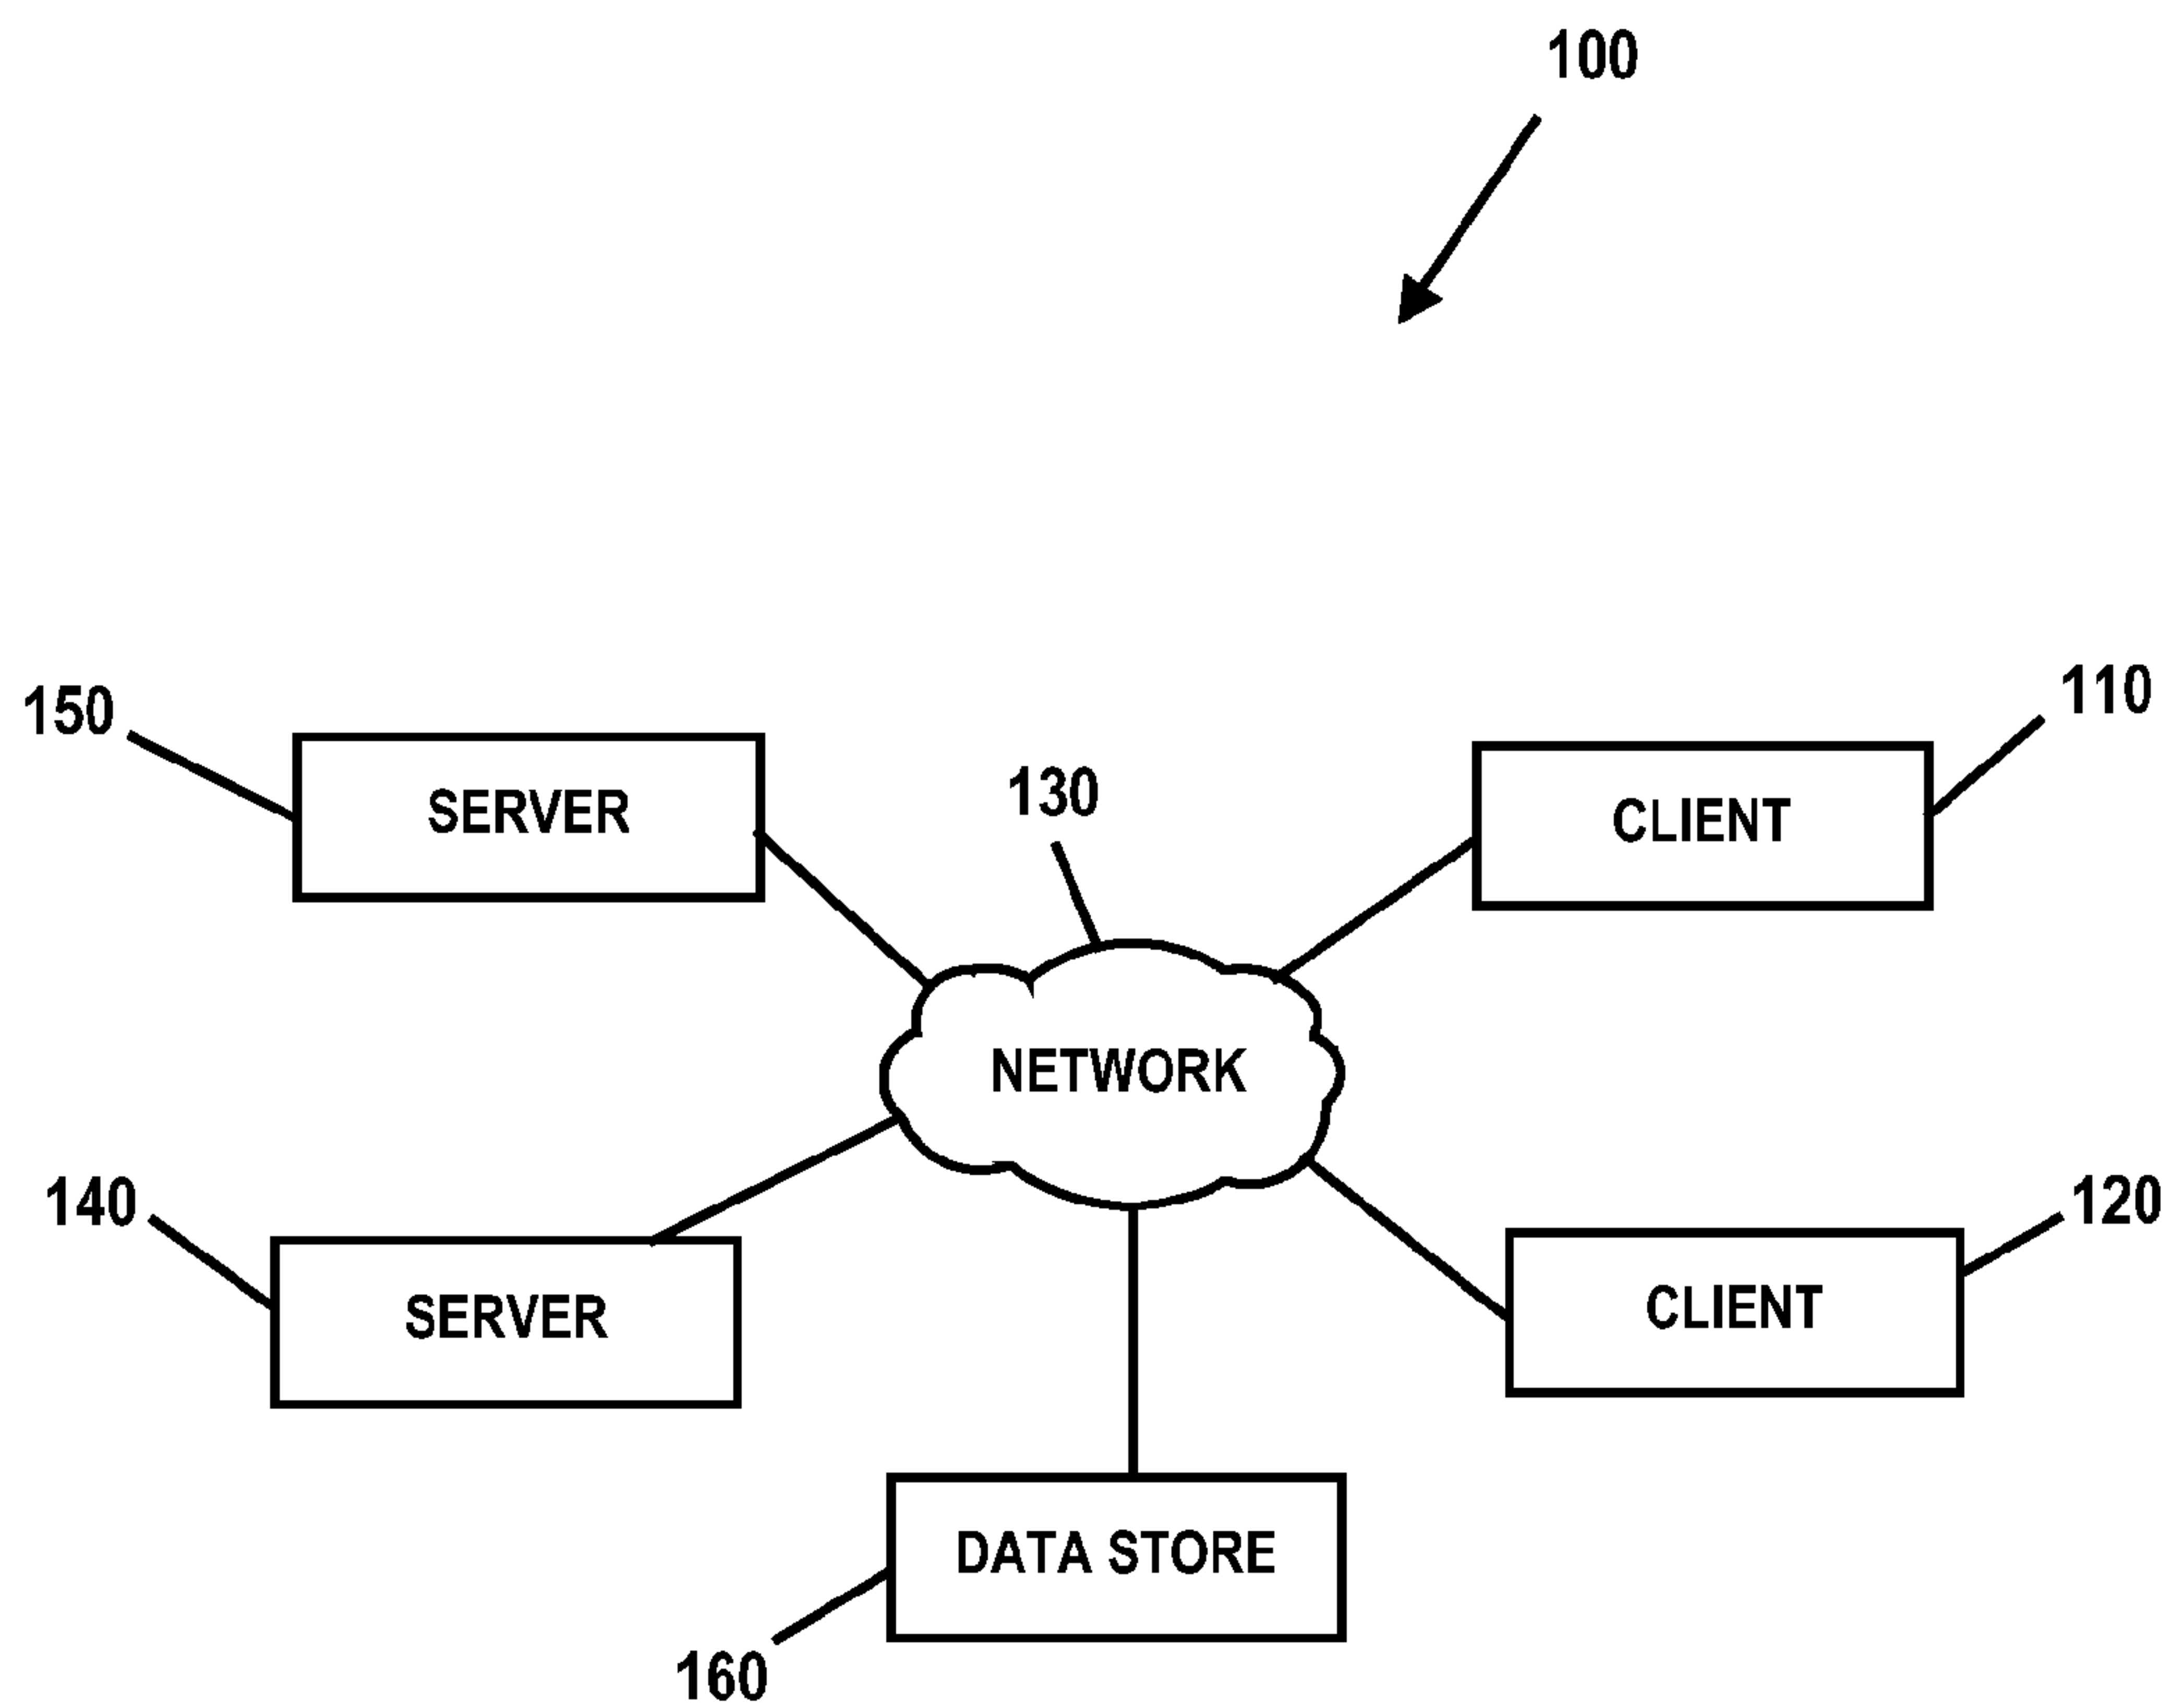 100
150
110
SERVER
130
CLIENT
NETWORK
140
120
SERVER
CLIENT
DATA STORE
160